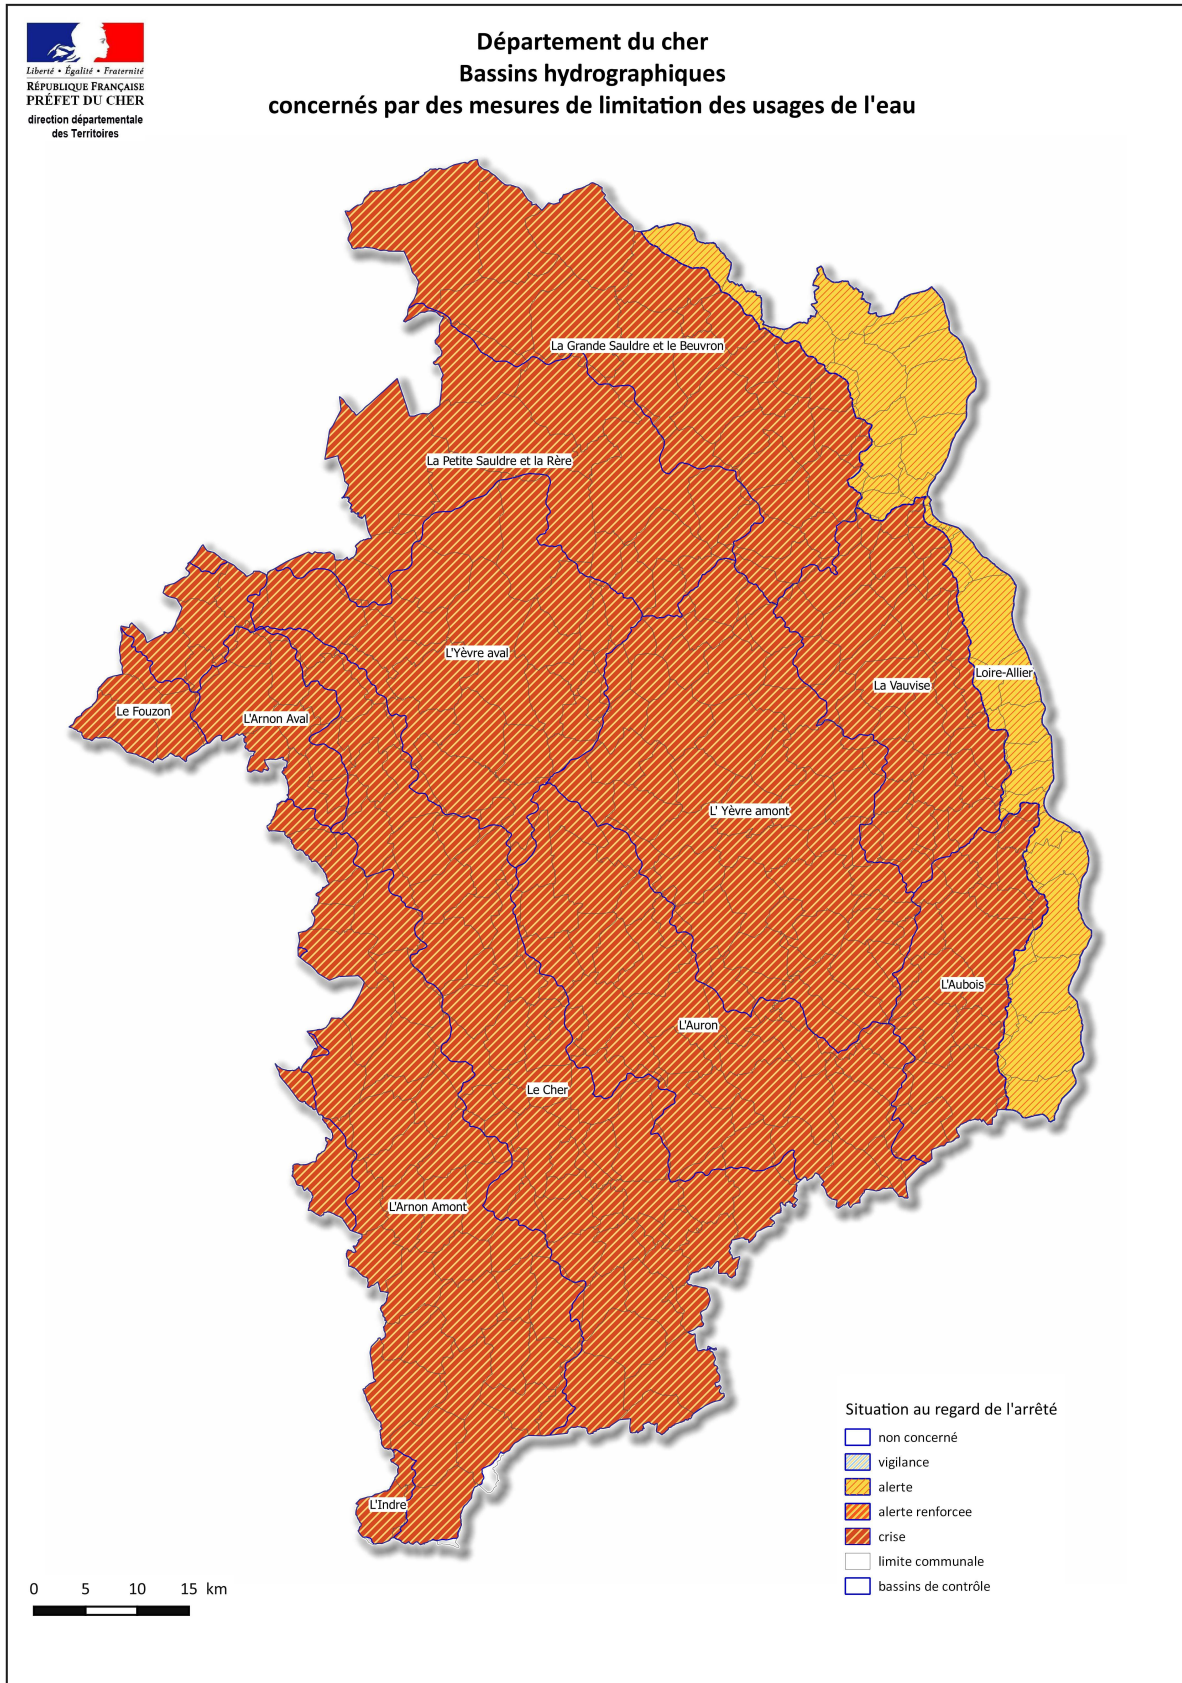 Liberté • Égalité • Fraternité
RÉPUBLIQUE FRANÇAISE
PRÉFET DU CHER
direction départementale
des Territoires
Département du cher
Bassins hydrographiques
concernés par des mesures de limitation des usages de l'eau
La Grande Sauldre et le Beuvron
La Petite Sauldre et la Rère
L'Yèvre aval
Loire-Allier
La Vauvise
Le Fouzon
L'Arnon Aval
L' Yèvre amont
L'Aubois
L'Auron
Le Cher
L'Arnon Amont
L'Indre
Situation au regard de l'arrêté
non concerné
vigilance
alerte
alerte renforcee
crise
limite communale
bassins de contrôle
0 5 10 15 km